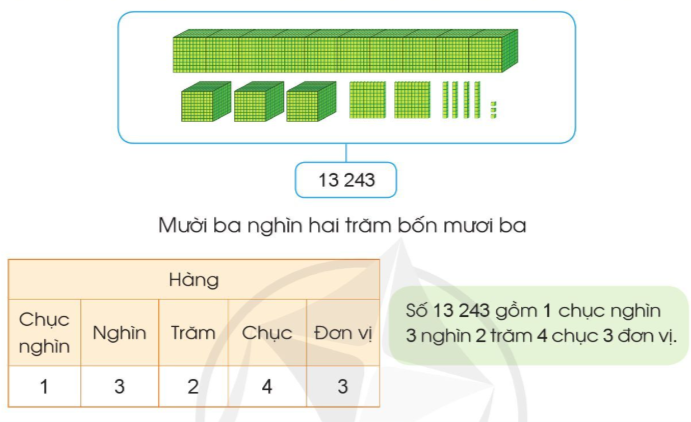 13 243
Mười ba nghìn hai trăm bốn mươi ba
Hàng
Chục nghìn
Nghìn
Trăm
Chục
Đơn vị
1
3
2
4
3
Số 13 243 gồm 1 chục nghìn
3 nghìn 2 trăm 4 chục 3 đơn vị.